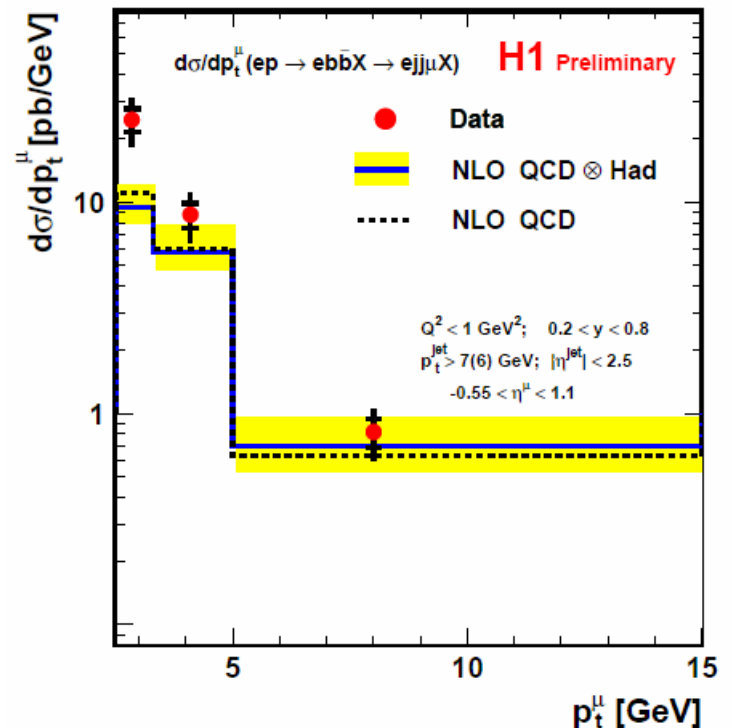 dσ/dp_t^μ (ep → ebb̄X → ejjμX)
H1 Preliminary
Data
NLO QCD ⊗ Had
NLO QCD
Q² < 1 GeV²; 0.2 < y < 0.8
p_t^jet > 7(6) GeV; |η^jet| < 2.5
-0.55 < η^μ < 1.1
dσ/dp_t^μ [pb/GeV]
10
1
5
10
15
p_t^μ [GeV]